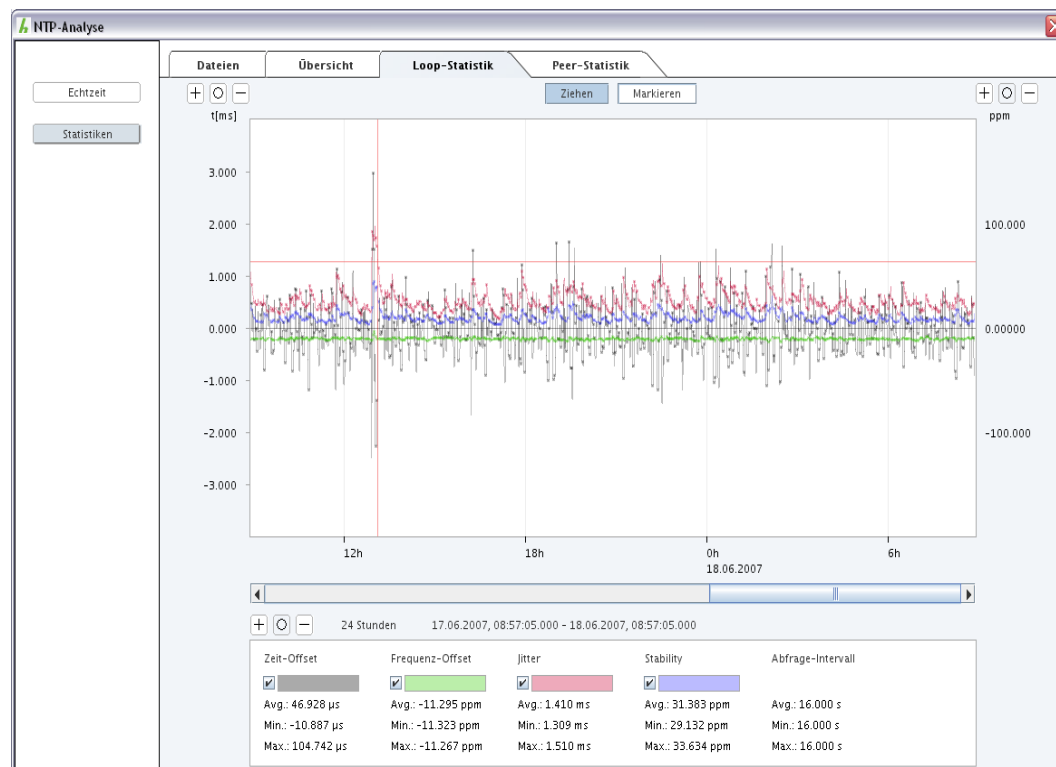 NTP-Analyse
Dateien Übersicht Loop-Statistik Peer-Statistik
Echtzeit
Statistiken
Ziehen Markieren
t[ms] ppm
3.000
2.000 100.000
1.000
0.000 0.00000
-1.000
-2.000 -100.000
-3.000
12h 18h 0h 6h
18.06.2007
24 Stunden 17.06.2007, 08:57:05.000 - 18.06.2007, 08:57:05.000
Zeit-Offset Frequenz-Offset Jitter Stability Abfrage-Intervall
Avg.: 46.928 µs Avg.: -11.295 ppm Avg.: 1.410 ms Avg.: 31.383 ppm Avg.: 16.000 s
Min.: -10.887 µs Min.: -11.323 ppm Min.: 1.309 ms Min.: 29.132 ppm Min.: 16.000 s
Max.: 104.742 µs Max.: -11.267 ppm Max.: 1.510 ms Max.: 33.634 ppm Max.: 16.000 s